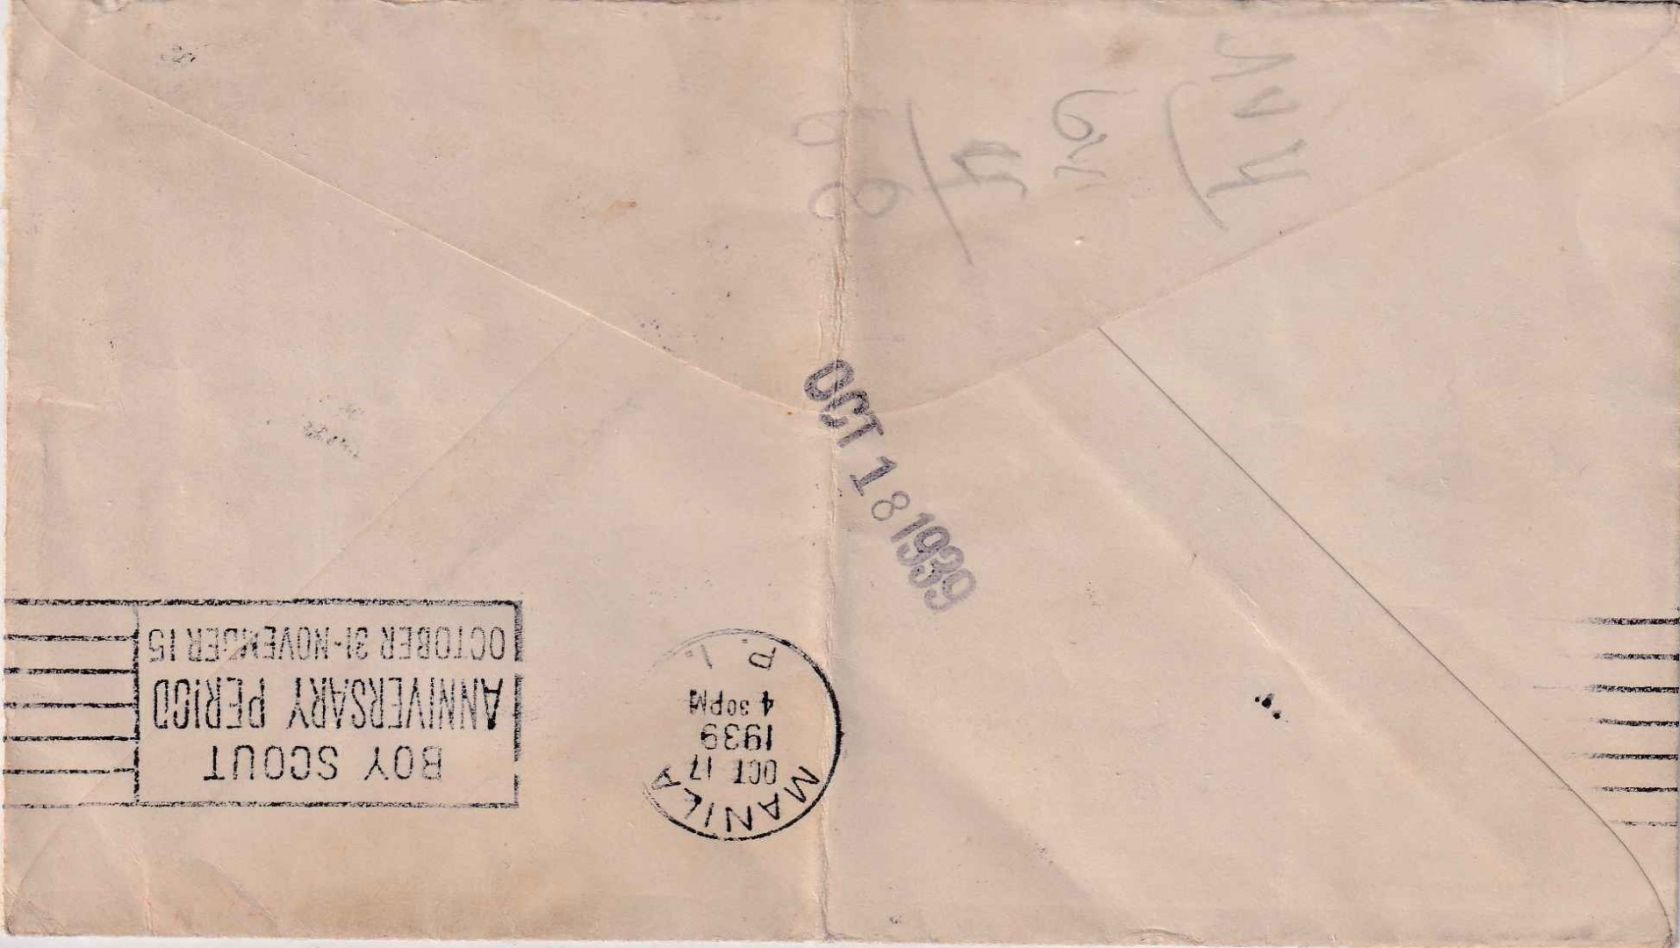 OCT 18 1939
MANILA
OCT 17
1939
4 30PM
P. I.
BOY SCOUT
ANNIVERSARY PERIOD
OCTOBER 31-NOVEMBER 15